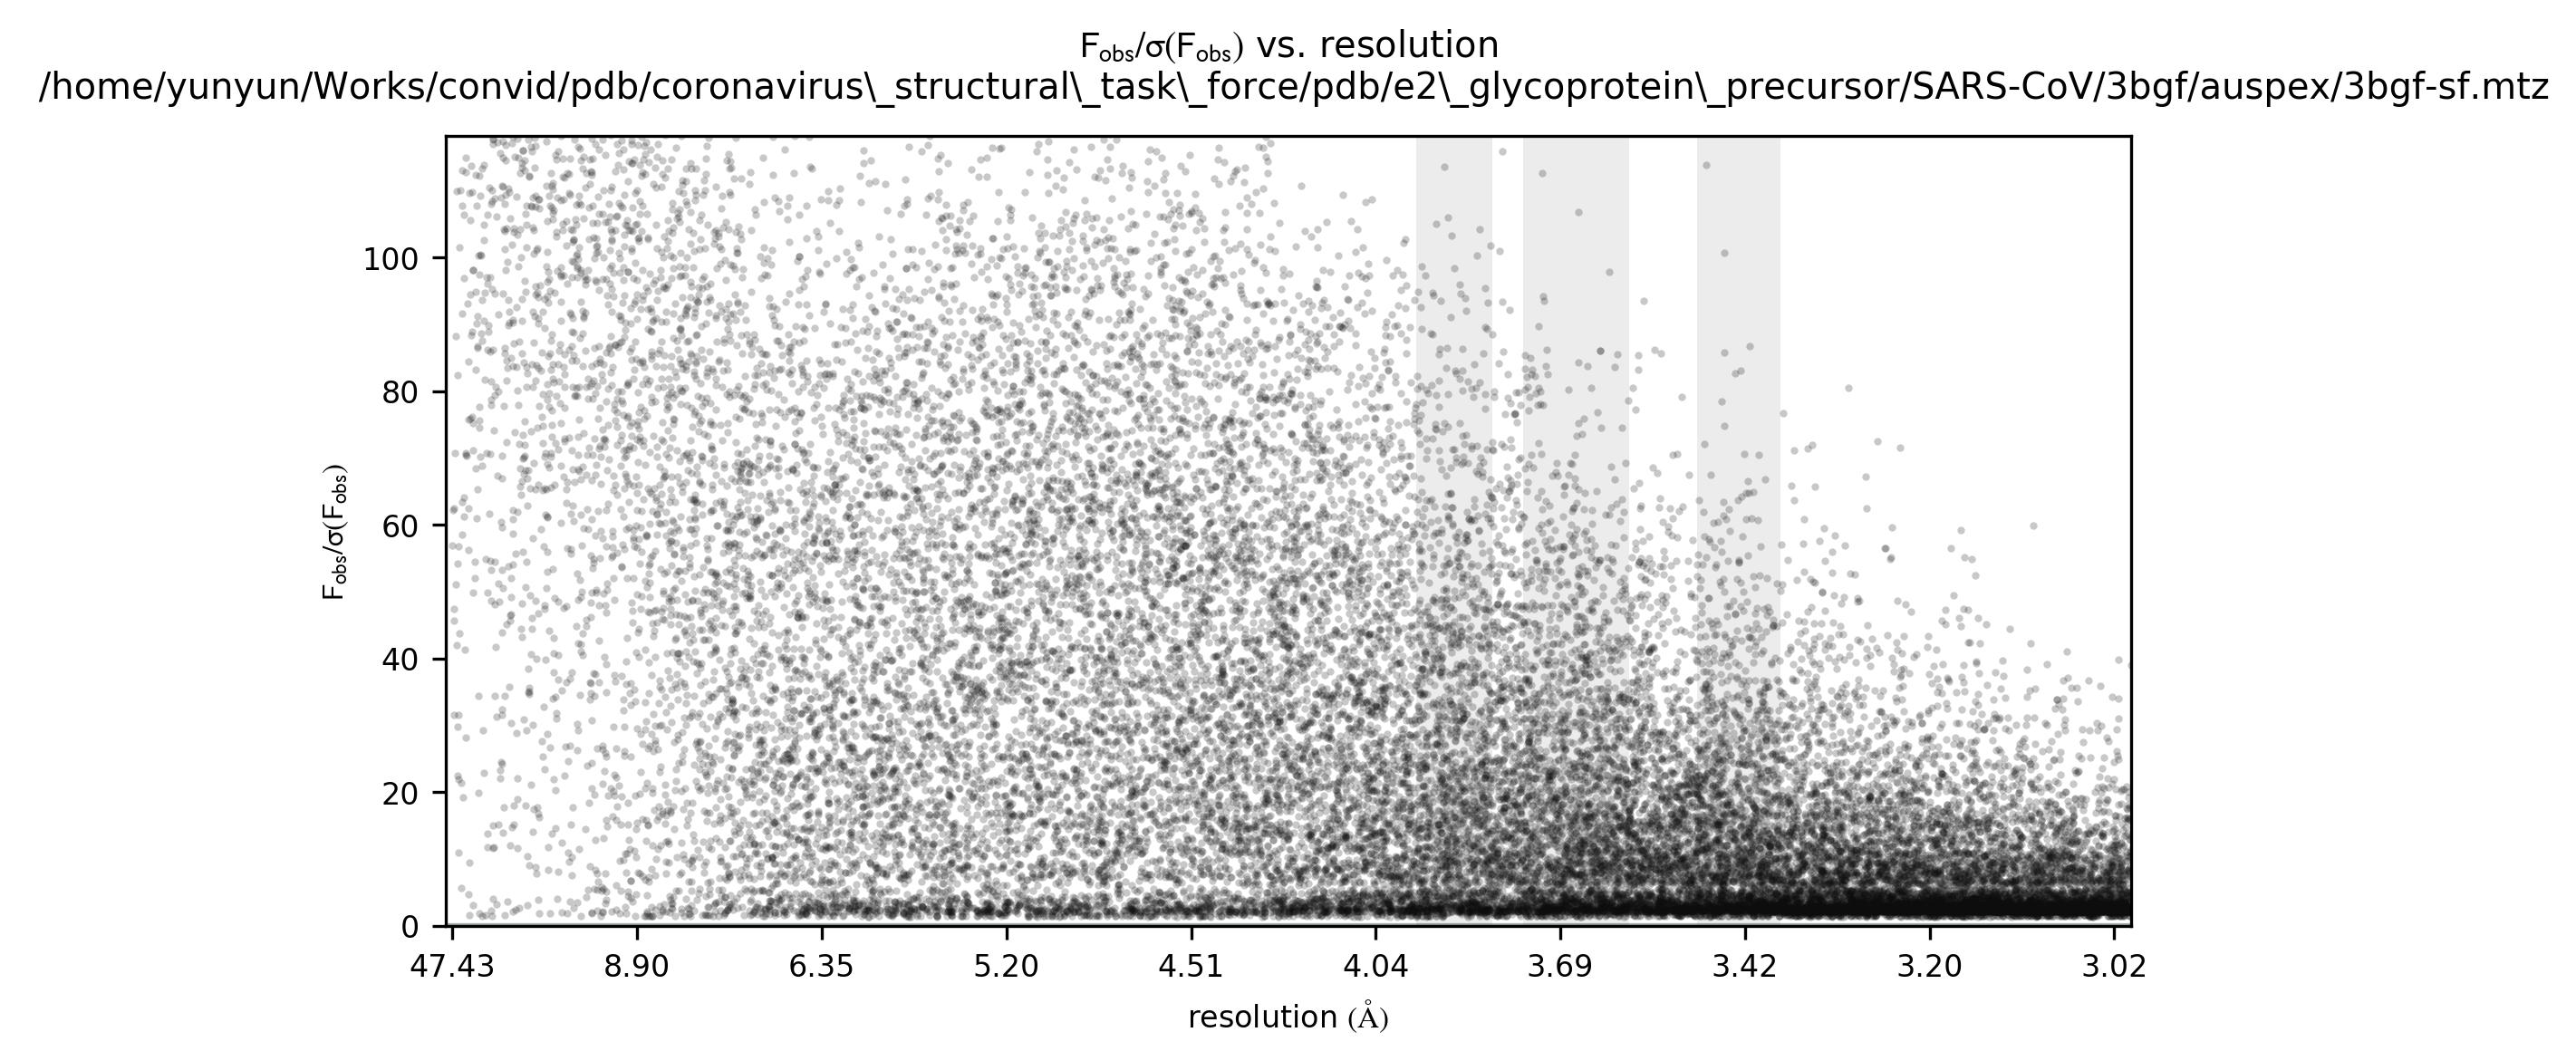 Fobs/σ(Fobs) vs. resolution
/home/yunyun/Works/convid/pdb/coronavirus\_structural\_task\_force/pdb/e2\_glycoprotein\_precursor/SARS-CoV/3bgf/auspex/3bgf-sf.mtz
Fobs/σ(Fobs)
100
80
60
40
20
0
47.43 8.90 6.35 5.20 4.51 4.04 3.69 3.42 3.20 3.02
resolution (Å)